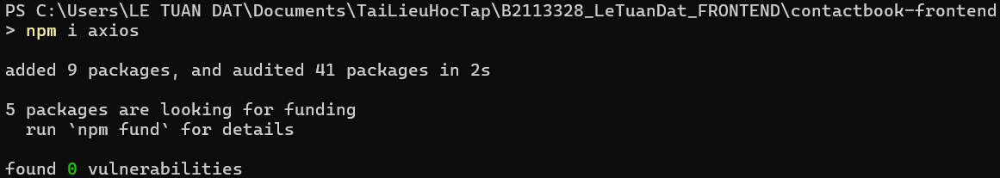 PS C:\Users\LE TUAN DAT\Documents\TaiLieuHocTap\B2113328_LeTuanDat_FRONTEND\contactbook-frontend
> npm i axios
added 9 packages, and audited 41 packages in 2s
5 packages are looking for funding
  run `npm fund` for details
found 0 vulnerabilities